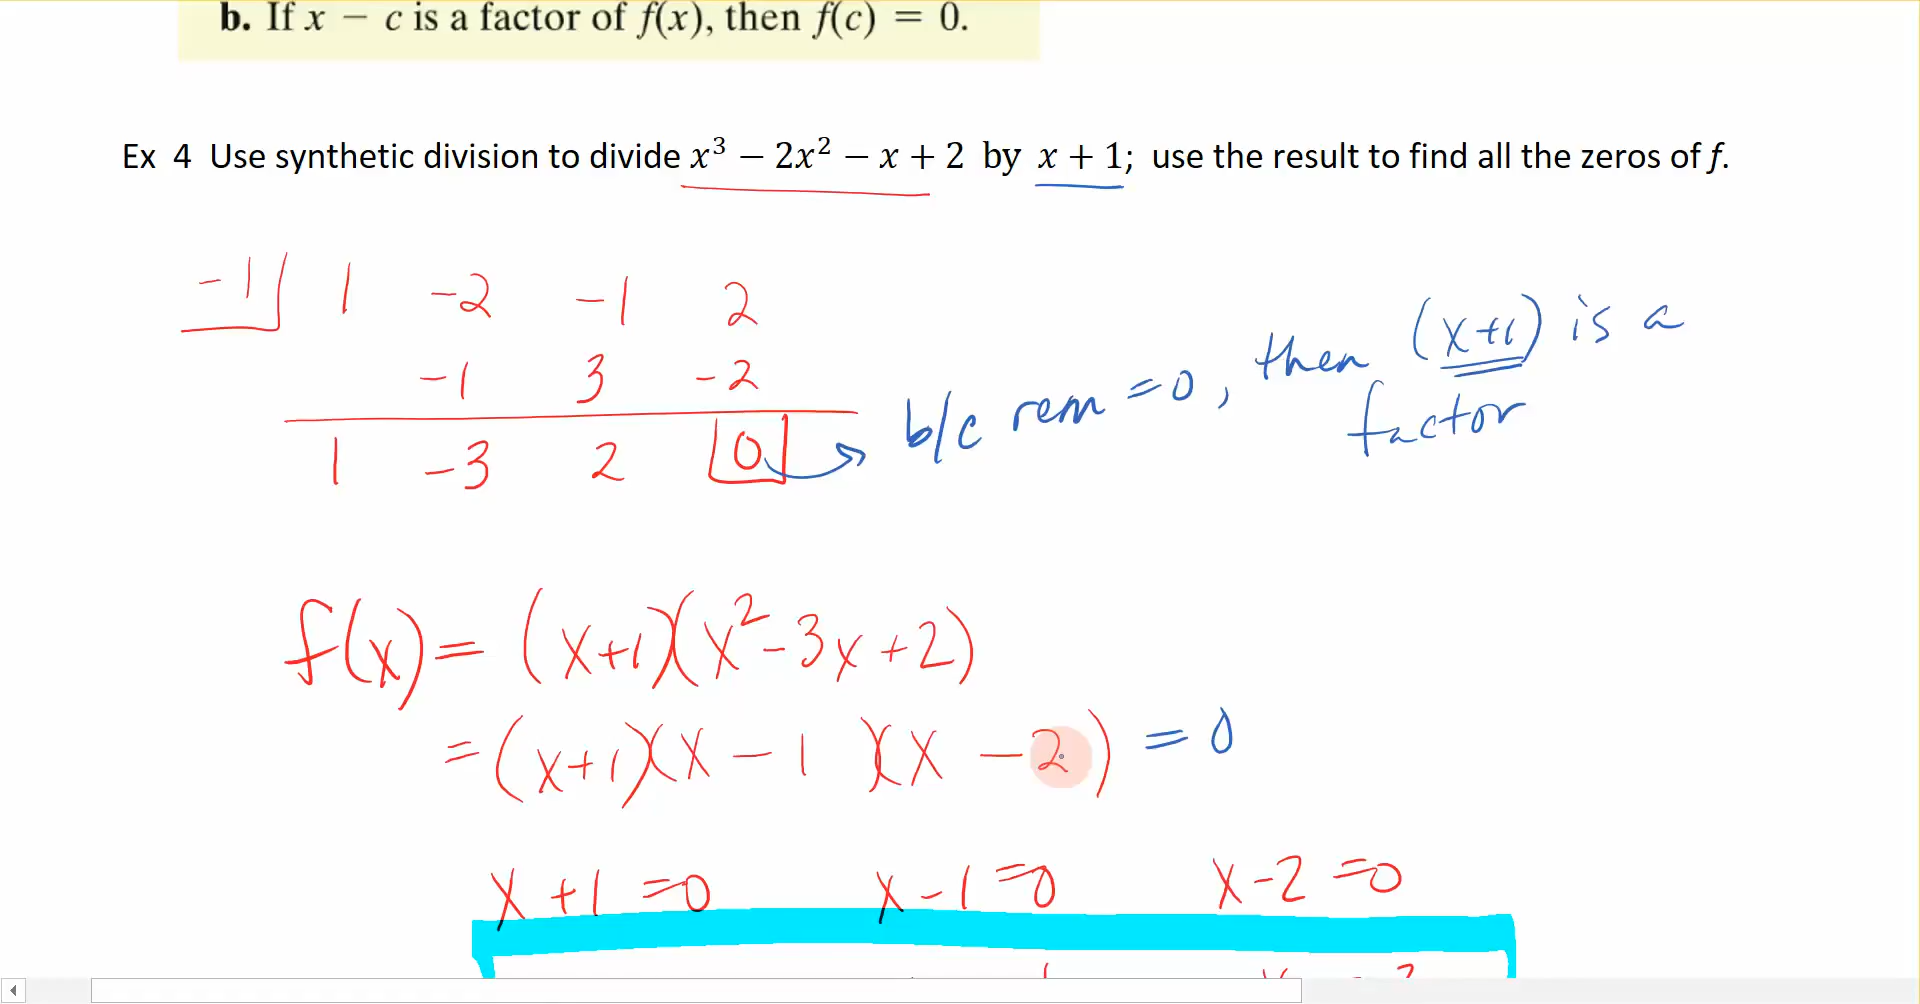 b. If x − c is a factor of f(x), then f(c) = 0.
Ex 4 Use synthetic division to divide x³ − 2x² − x + 2 by x + 1; use the result to find all the zeros of f.
-1 1 -2 -1 2
-1 3 -2
1 -3 2 0
b/c rem = 0, then (x+1) is a
factor
f(x) = (x+1)(x²-3x+2)
= (x+1)(x - 1)(x - 2) = 0
x+1=0 x-1=0 x-2=0